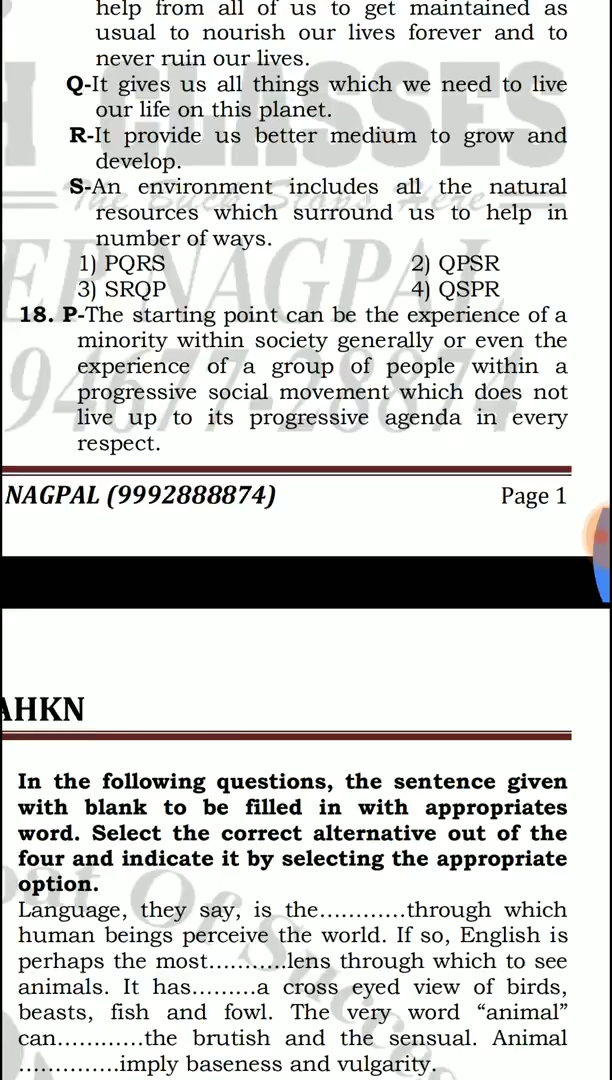 help from all of us to get maintained as
usual to nourish our lives forever and to
never ruin our lives.
Q-It gives us all things which we need to live
our life on this planet.
R-It provide us better medium to grow and
develop.
S-An environment includes all the natural
resources which surround us to help in
number of ways.
1) PQRS 2) QPSR
3) SRQP 4) QSPR
18. P-The starting point can be the experience of a
minority within society generally or even the
experience of a group of people within a
progressive social movement which does not
live up to its progressive agenda in every
respect.
NAGPAL (9992888874) Page 1
AHKN
In the following questions, the sentence given
with blank to be filled in with appropriates
word. Select the correct alternative out of the
four and indicate it by selecting the appropriate
option.
Language, they say, is the............through which
human beings perceive the world. If so, English is
perhaps the most...........lens through which to see
animals. It has.........a cross eyed view of birds,
beasts, fish and fowl. The very word “animal”
can............the brutish and the sensual. Animal
..............imply baseness and vulgarity.
CLASSES
The Buck Stops Here
NAGPAL
94677-28874
Of Success